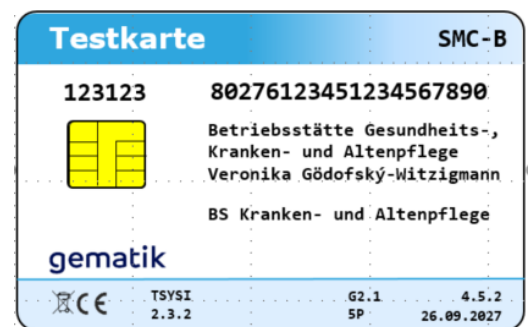 Testkarte SMC-B
123123 80276123451234567890
Betriebsstätte Gesundheits-,
Kranken- und Altenpflege
Veronika Gödofský-Witzigmann
BS Kranken- und Altenpflege
gematik
CE TSYSI G2.1 4.5.2
2.3.2 5P 26.09.2027